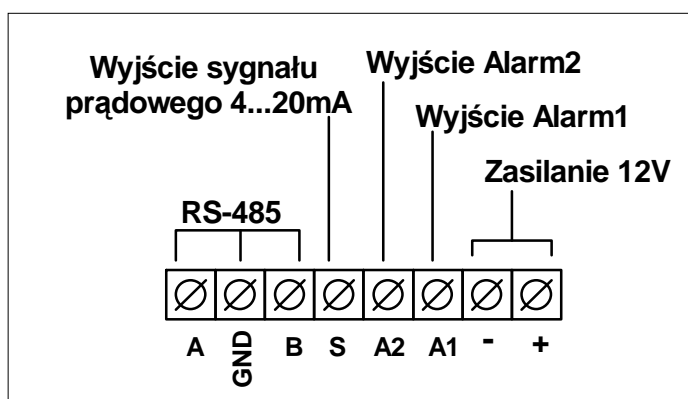 Wyjście sygnału
prądowego 4...20mA
Wyjście Alarm2
Wyjście Alarm1
Zasilanie 12V
RS-485
A GND B S A2 A1 - +